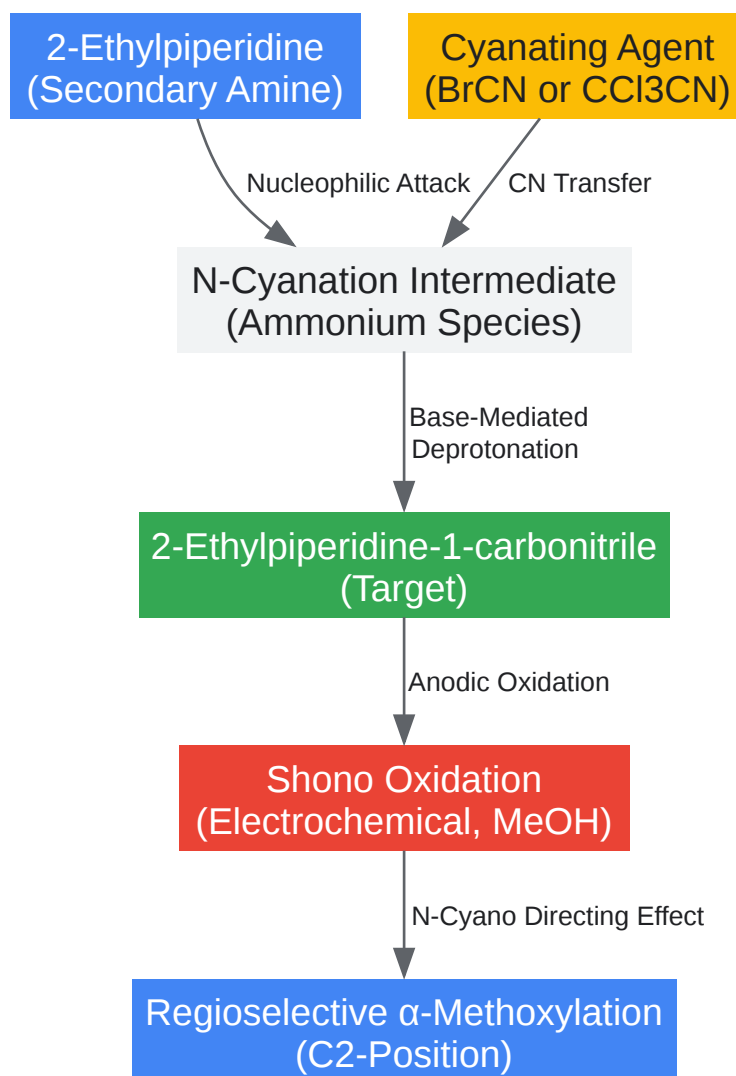 2-Ethylpiperidine
(Secondary Amine)
Cyanating Agent
(BrCN or CCl3CN)
Nucleophilic Attack
CN Transfer
N-Cyanation Intermediate
(Ammonium Species)
Base-Mediated
Deprotonation
2-Ethylpiperidine-1-carbonitrile
(Target)
Anodic Oxidation
Shono Oxidation
(Electrochemical, MeOH)
N-Cyano Directing Effect
Regioselective α-Methoxylation
(C2-Position)